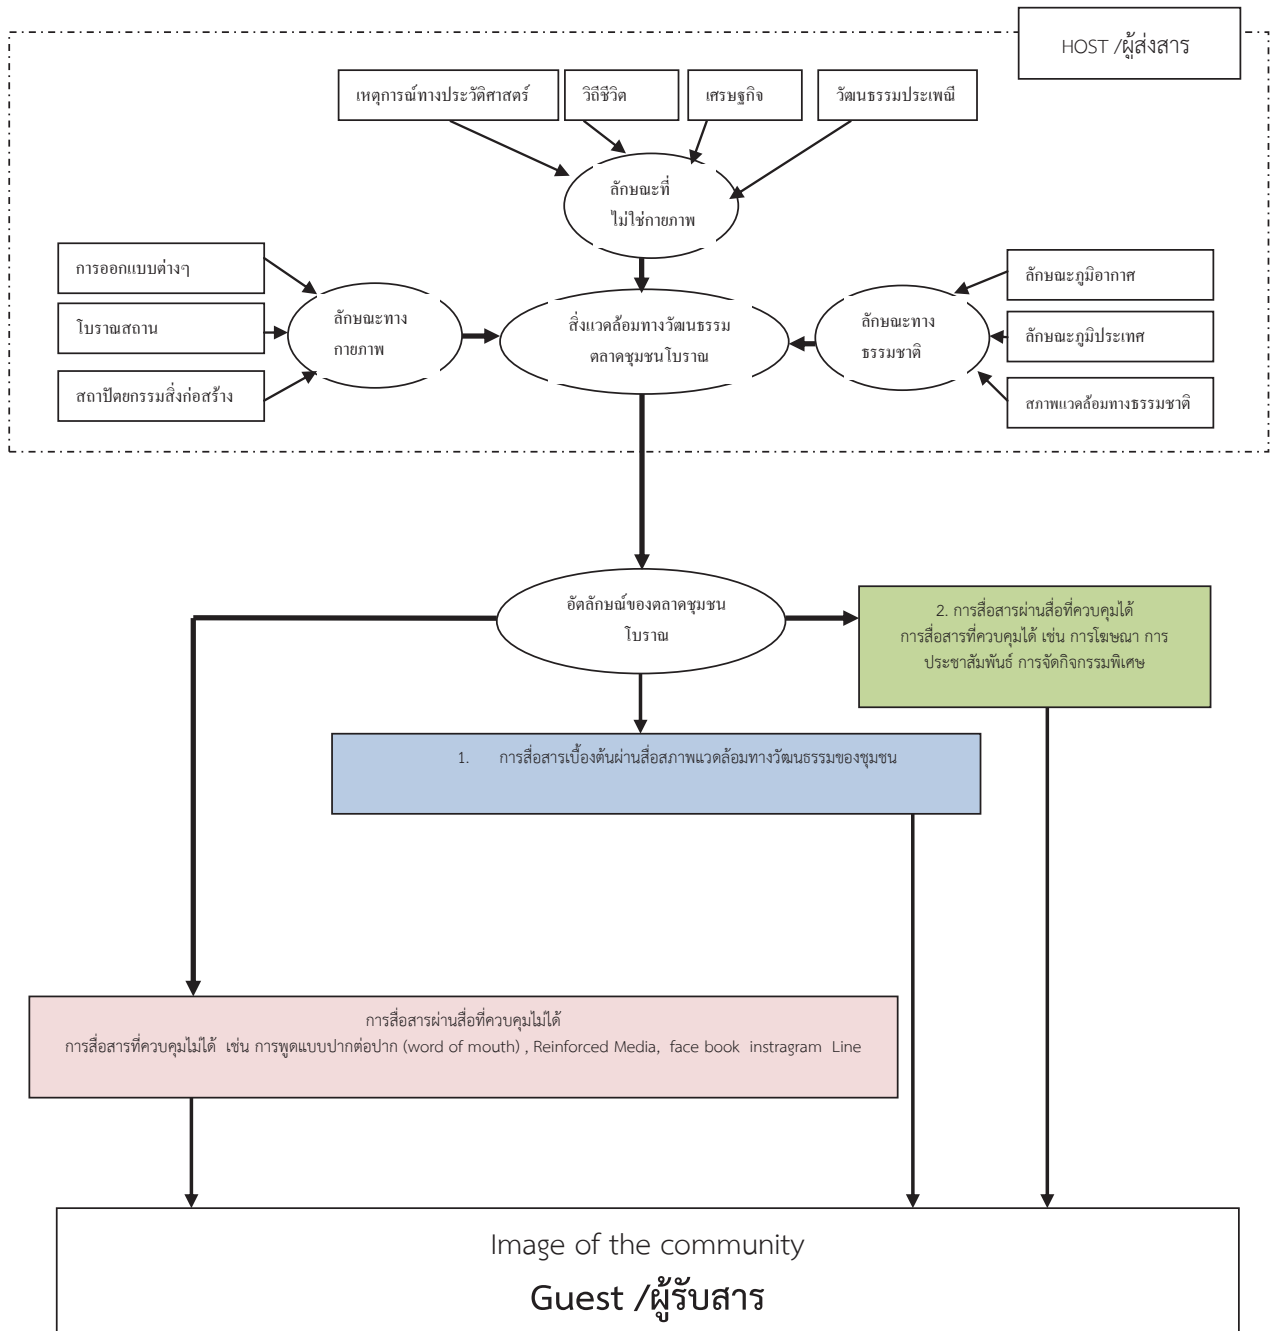 HOST /ผู้ส่งสาร
เหตุการณ์ทางประวัติศาสตร์
วิถีชีวิต
เศรษฐกิจ
วัฒนธรรมประเพณี
ลักษณะที่
ไม่ใช่กายภาพ
การออกแบบต่างๆ
โบราณสถาน
สถาปัตยกรรมสิ่งก่อสร้าง
ลักษณะทาง
กายภาพ
สิ่งแวดล้อมทางวัฒนธรรม
ตลาดชุมชนโบราณ
ลักษณะทาง
ธรรมชาติ
ลักษณะภูมิอากาศ
ลักษณะภูมิประเทศ
สภาพแวดล้อมทางธรรมชาติ
อัตลักษณ์ของตลาดชุมชน
โบราณ
2. การสื่อสารผ่านสื่อที่ควบคุมได้
การสื่อสารที่ควบคุมได้ เช่น การโฆษณา การ
ประชาสัมพันธ์ การจัดกิจกรรมพิเศษ
1. การสื่อสารเบื้องต้นผ่านสื่อสภาพแวดล้อมทางวัฒนธรรมของชุมชน
การสื่อสารผ่านสื่อที่ควบคุมไม่ได้
การสื่อสารที่ควบคุมไม่ได้ เช่น การพูดแบบปากต่อปาก (word of mouth) , Reinforced Media, face book instragram Line
Image of the community
Guest /ผู้รับสาร